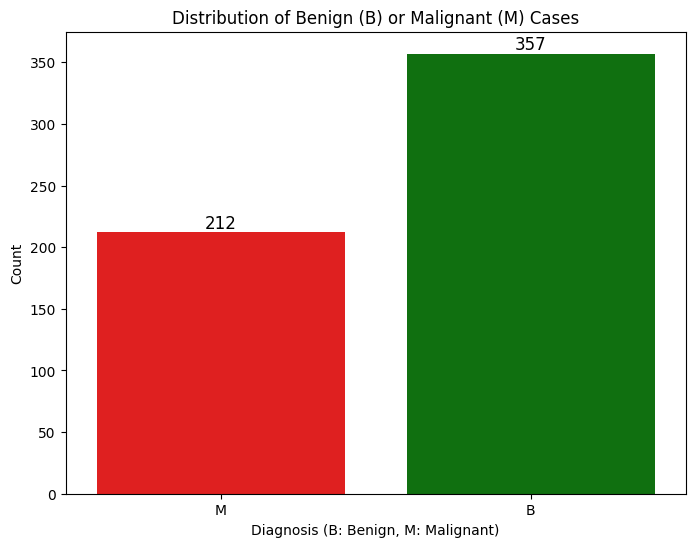 Distribution of Benign (B) or Malignant (M) Cases
357
350
300
250
212
200
150
100
50
0
Count
M
B
Diagnosis (B: Benign, M: Malignant)